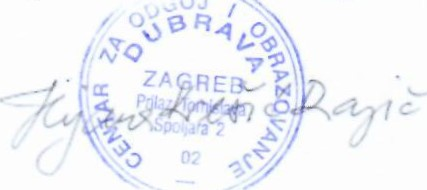 CENTAR ZA ODGOJ I OBRAZOVANJE
DUBRAVA
ZAGREB
Prilaz Tomislava
Špoljara 2
02